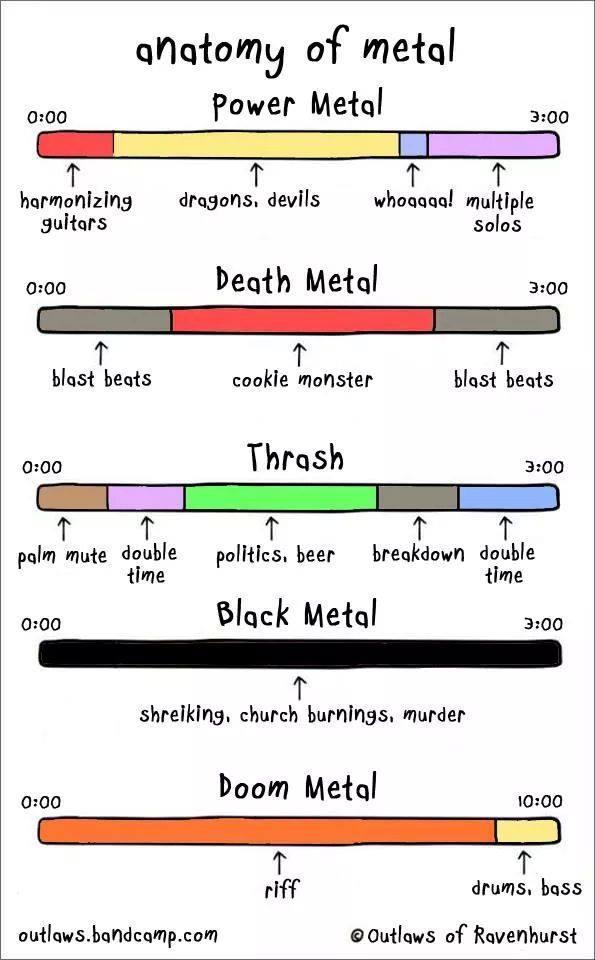 anatomy of metal
Power Metal
0:00 3:00
harmonizing guitars
dragons, devils
whoaaaa!
multiple solos
Death Metal
0:00 3:00
blast beats
cookie monster
blast beats
Thrash
0:00 3:00
palm mute
double time
politics, beer
breakdown
double time
Black Metal
0:00 3:00
shreiking, church burnings, murder
Doom Metal
0:00 10:00
riff
drums, bass
outlaws.bandcamp.com
© Outlaws of Ravenhurst